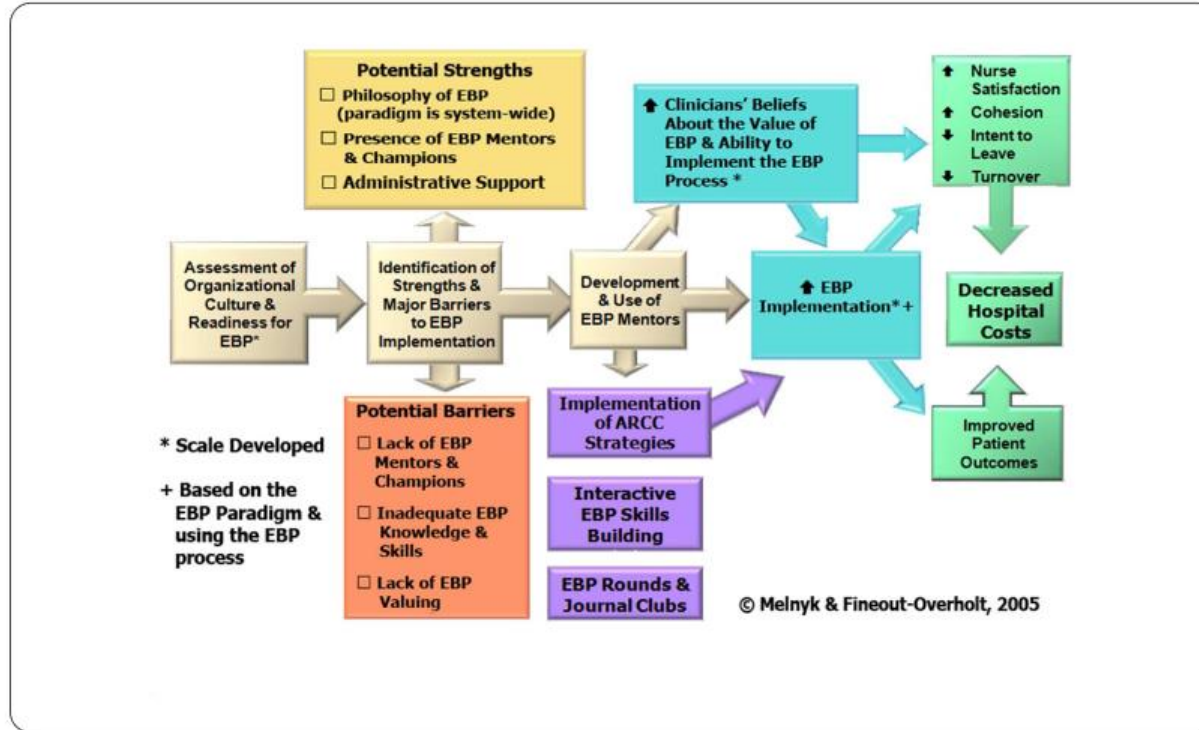 Potential Strengths
☐ Philosophy of EBP
(paradigm is system-wide)
☐ Presence of EBP Mentors
& Champions
☐ Administrative Support
🡅 Clinicians’ Beliefs
About the Value of
EBP & Ability to
Implement the EBP
Process *
🡅 Nurse
Satisfaction
🡅 Cohesion
🡇 Intent to
Leave
🡇 Turnover
Assessment of
Organizational
Culture &
Readiness for
EBP*
Identification of
Strengths &
Major Barriers
to EBP
Implementation
Development
& Use of
EBP Mentors
🡅 EBP
Implementation* +
Decreased
Hospital
Costs
Potential Barriers
☐ Lack of EBP
Mentors &
Champions
☐ Inadequate EBP
Knowledge &
Skills
☐ Lack of EBP
Valuing
Implementation
of ARCC
Strategies
Interactive
EBP Skills
Building
EBP Rounds &
Journal Clubs
Improved
Patient
Outcomes
* Scale Developed
+ Based on the
EBP Paradigm &
using the EBP
process
© Melnyk & Fineout-Overholt, 2005